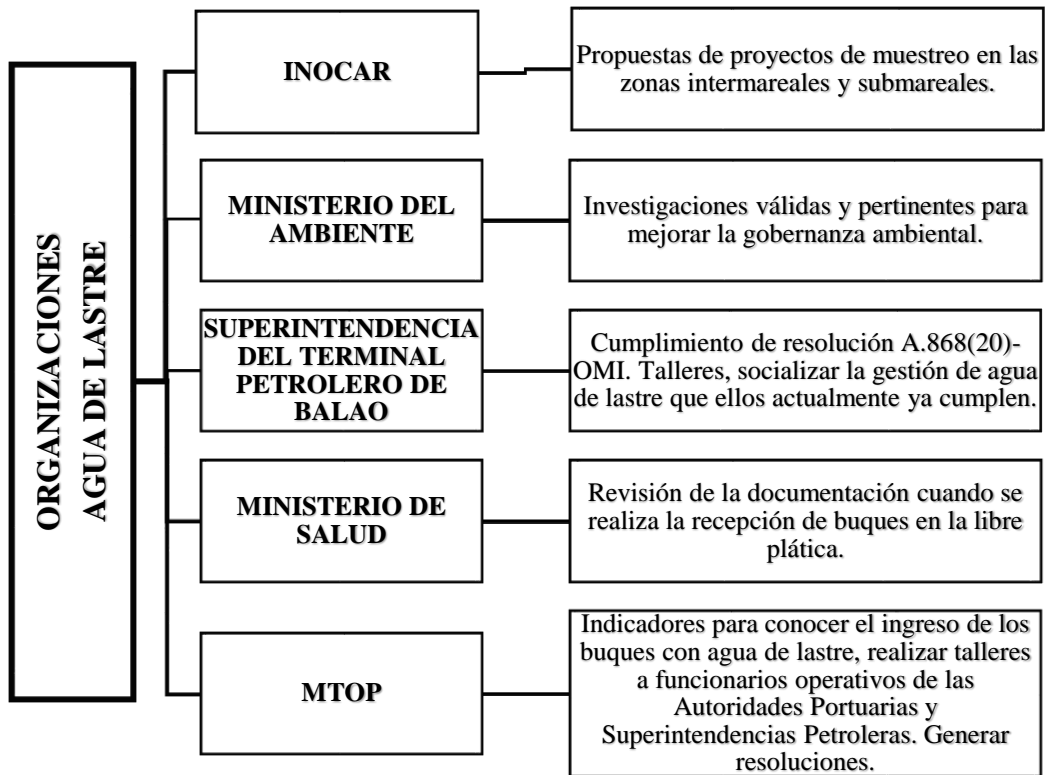 ORGANIZACIONES
AGUA DE LASTRE
INOCAR
Propuestas de proyectos de muestreo en las
zonas intermareales y submareales.
MINISTERIO DEL
AMBIENTE
Investigaciones válidas y pertinentes para
mejorar la gobernanza ambiental.
SUPERINTENDENCIA
DEL TERMINAL
PETROLERO DE
BALAO
Cumplimiento de resolución A.868(20)-
OMI. Talleres, socializar la gestión de agua
de lastre que ellos actualmente ya cumplen.
MINISTERIO DE
SALUD
Revisión de la documentación cuando se
realiza la recepción de buques en la libre
plática.
MTOP
Indicadores para conocer el ingreso de los
buques con agua de lastre, realizar talleres
a funcionarios operativos de las
Autoridades Portuarias y
Superintendencias Petroleras. Generar
resoluciones.